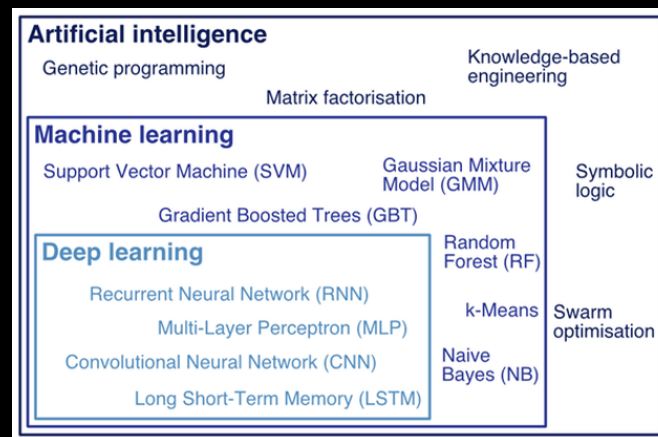 Artificial intelligence
Genetic programming
Knowledge-based
engineering
Matrix factorisation
Machine learning
Support Vector Machine (SVM)
Gaussian Mixture
Model (GMM)
Symbolic
logic
Gradient Boosted Trees (GBT)
Deep learning
Random
Forest (RF)
Recurrent Neural Network (RNN)
k-Means
Swarm
optimisation
Multi-Layer Perceptron (MLP)
Convolutional Neural Network (CNN)
Naive
Bayes (NB)
Long Short-Term Memory (LSTM)